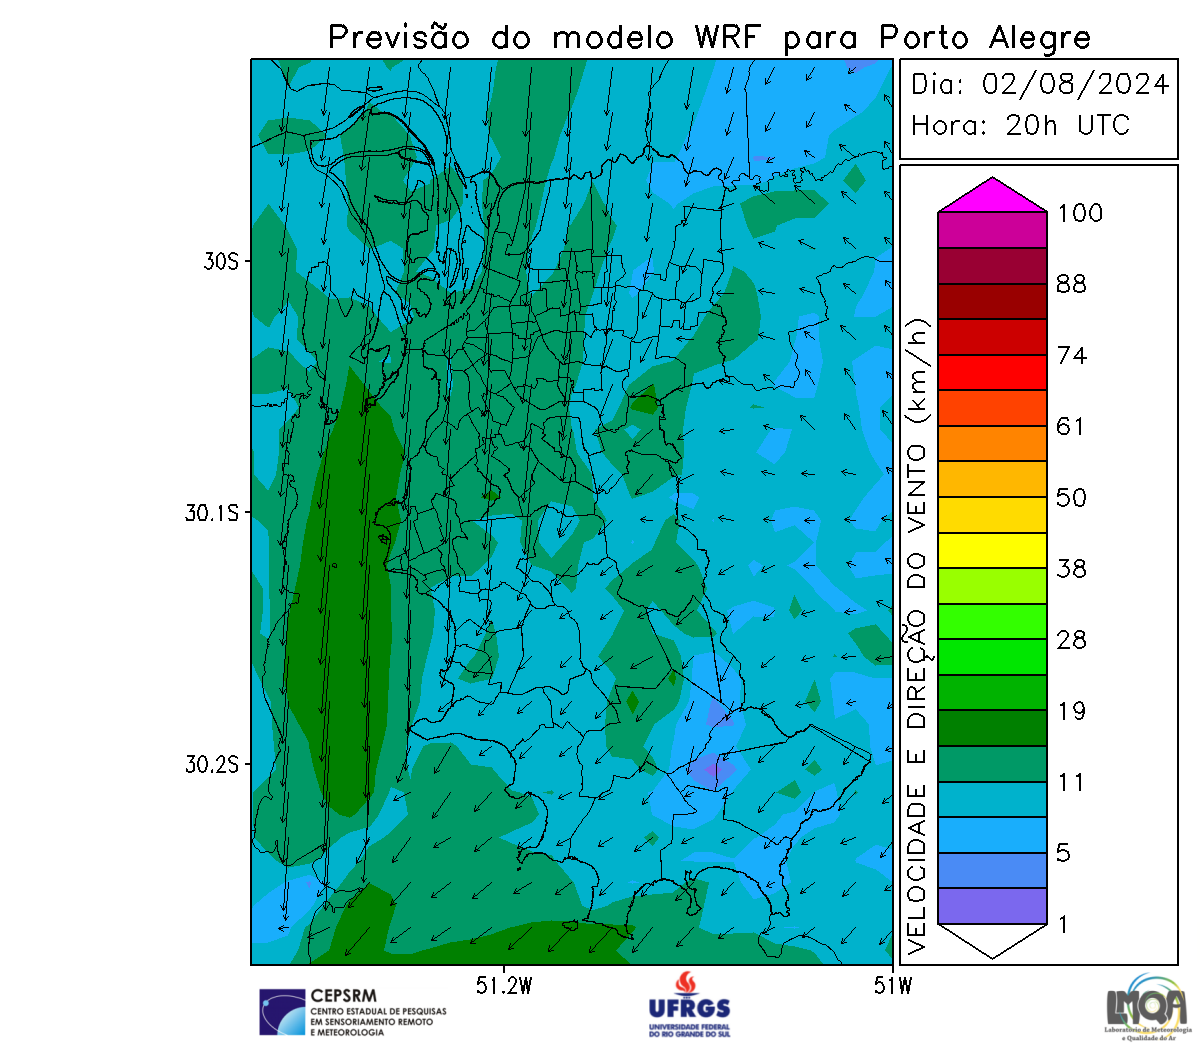 Previsão do modelo WRF para Porto Alegre
Dia: 02/08/2024
Hora: 20h UTC
100
88
74
61
50
38
28
19
11
5
1
VELOCIDADE E DIREÇÃO DO VENTO (km/h)
30S
30.1S
30.2S
51.2W
51W
CEPSRM
CENTRO ESTADUAL DE PESQUISAS
EM SENSORIAMENTO REMOTO
E METEOROLOGIA
UFRGS
UNIVERSIDADE FEDERAL
DO RIO GRANDE DO SUL
LMQA
Laboratório de Meteorologia
e Qualidade do Ar